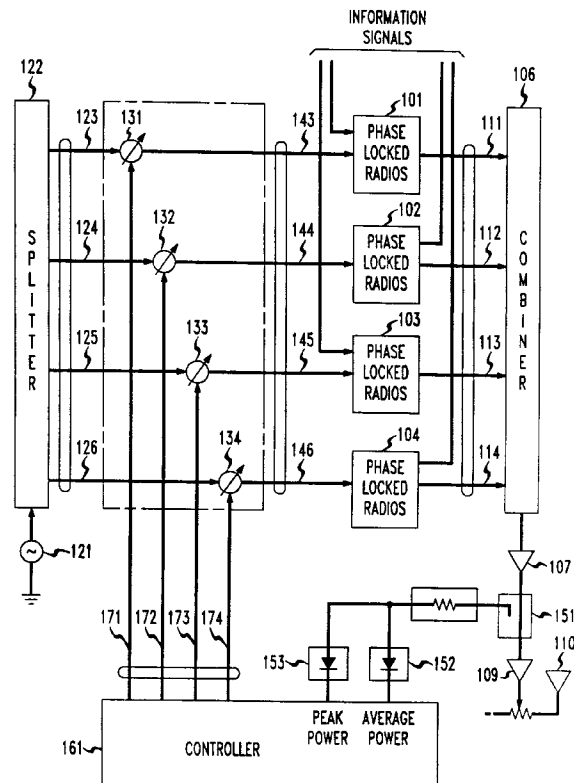 INFORMATION
SIGNALS
122
123
131
143
101
111
106
PHASE
LOCKED
RADIOS
124
132
144
102
112
PHASE
LOCKED
RADIOS
SPLITTER
COMBINER
125
133
145
103
113
PHASE
LOCKED
RADIOS
126
134
146
104
114
PHASE
LOCKED
RADIOS
121
107
171
172
173
174
151
153
152
109
110
PEAK
POWER
AVERAGE
POWER
161
CONTROLLER